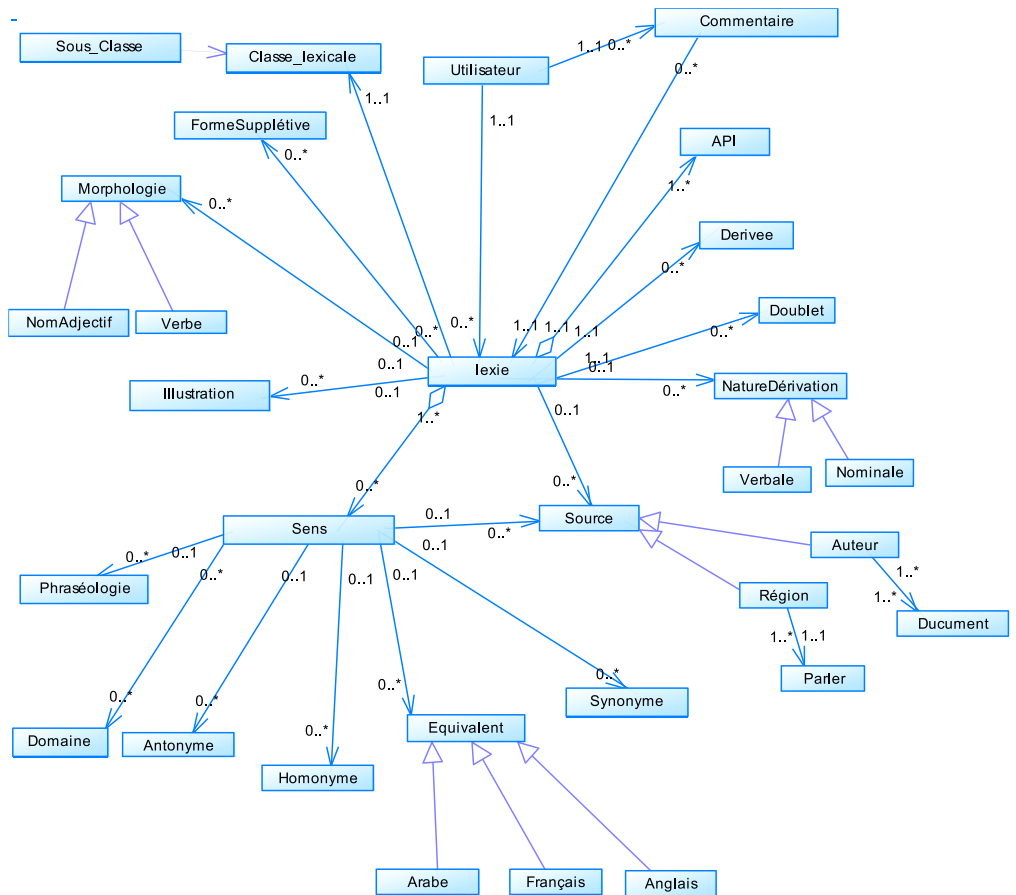 Commentaire
Sous_Classe
Classe_lexicale
1..1 0..*
Utilisateur
0..*
1..1
1..1
FormeSupplétive
API
0..*
1..*
Morphologie
0..*
Derivee
0..*
Doublet
NomAdjectif
Verbe
0..*
0..*
1..1
1..1
1..1
0..*
0..1
lexie
1..1
0..1
0..1
Illustration
0..*
0..1
0..*
NatureDérivation
1..*
0..1
Verbale
Nominale
0..*
0..*
Sens
0..1
0..*
Source
Auteur
0..*
0..1
0..*
0..1
0..1
0..1
0..1
1..*
Phraséologie
Région
1..*
Ducument
1..*
1..1
Parler
0..*
0..*
0..*
0..*
Synonyme
Domaine
Antonyme
0..*
Equivalent
Homonyme
Arabe
Français
Anglais